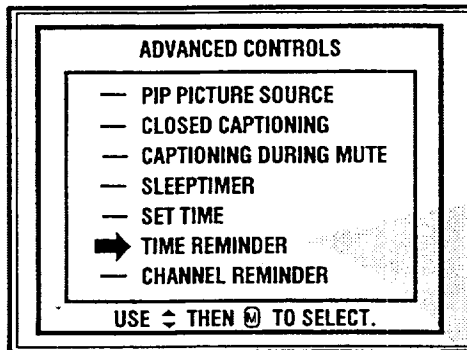 ADVANCED CONTROLS
— PIP PICTURE SOURCE
— CLOSED CAPTIONING
— CAPTIONING DURING MUTE
— SLEEPTIMER
— SET TIME
➡ TIME REMINDER
— CHANNEL REMINDER
USE ⬍ THEN Ⓜ TO SELECT.